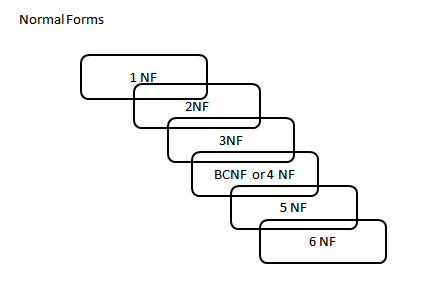 Normal Forms
1 NF
2NF
3NF
BCNF or 4 NF
5 NF
6 NF